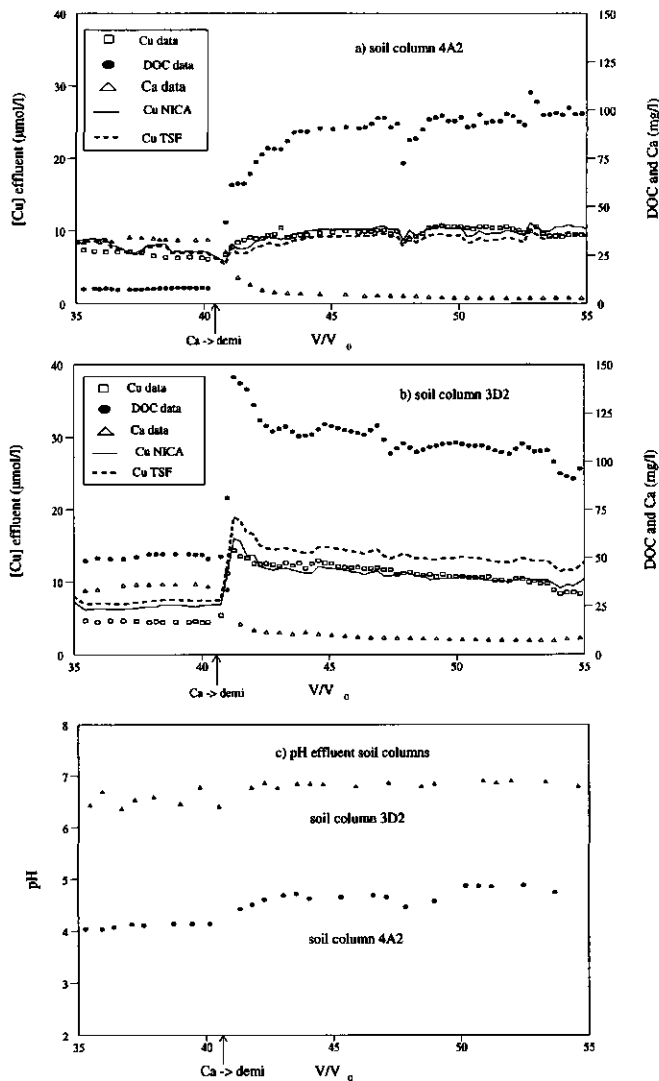 40
30
20
10
0
[Cu] effluent (μmol/l)
Cu data
DOC data
Ca data
Cu NICA
Cu TSF
a) soil column 4A2
150
125
100
75
50
25
0
DOC and Ca (mg/l)
35
40
45
50
55
Ca -> demi
V/V o
40
30
20
10
0
[Cu] effluent (μmol/l)
Cu data
DOC data
Ca data
Cu NICA
Cu TSF
b) soil column 3D2
150
125
100
75
50
25
0
DOC and Ca (mg/l)
35
40
45
50
55
Ca -> demi
V/V o
8
7
6
5
4
3
2
pH
c) pH effluent soil columns
soil column 3D2
soil column 4A2
35
40
45
50
55
Ca -> demi
V/V o